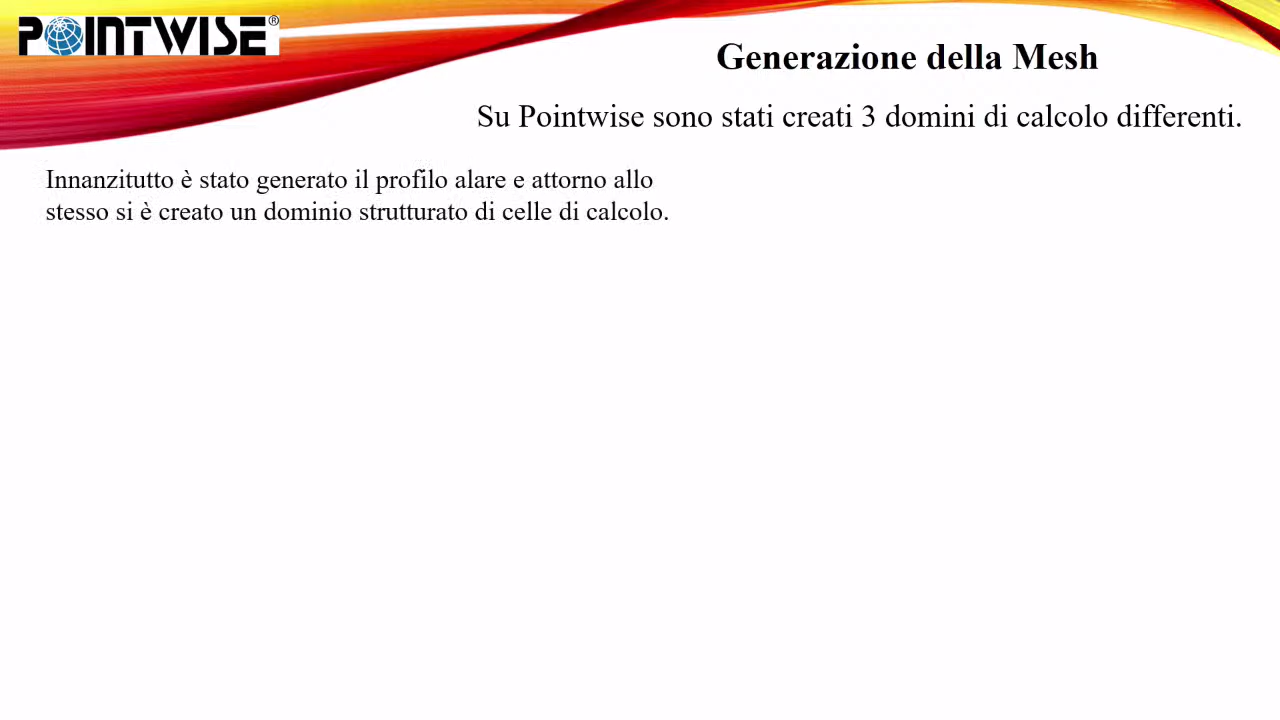 POINTWISE®
Generazione della Mesh
Su Pointwise sono stati creati 3 domini di calcolo differenti.
Innanzitutto è stato generato il profilo alare e attorno allo
stesso si è creato un dominio strutturato di celle di calcolo.